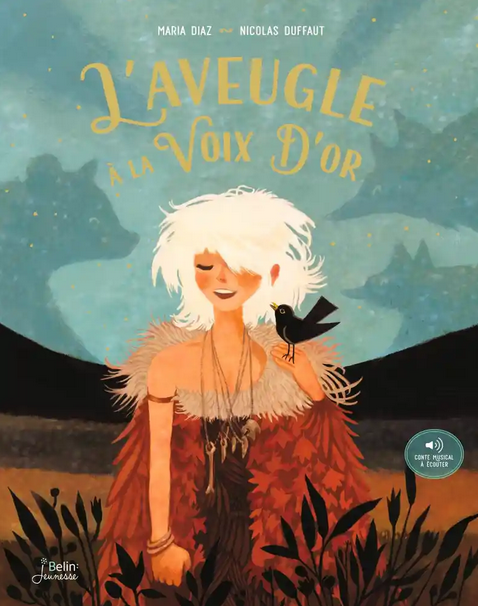 MARIA DIAZ NICOLAS DUFFAUT
L'AVEUGLE
À LA VOIX D'OR
CONTE MUSICAL
À ÉCOUTER
Belin:
Jeunesse